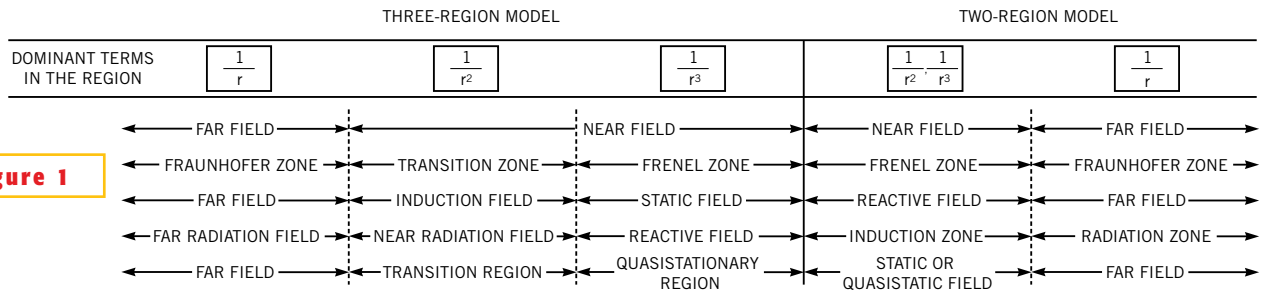 THREE-REGION MODEL TWO-REGION MODEL
DOMINANT TERMS
IN THE REGION
1/r 1/r² 1/r³ 1/r², 1/r³ 1/r
FAR FIELD NEAR FIELD NEAR FIELD FAR FIELD
FRAUNHOFER ZONE TRANSITION ZONE FRENEL ZONE FRENEL ZONE FRAUNHOFER ZONE
gure 1
FAR FIELD INDUCTION FIELD STATIC FIELD REACTIVE FIELD FAR FIELD
FAR RADIATION FIELD NEAR RADIATION FIELD REACTIVE FIELD INDUCTION ZONE RADIATION ZONE
FAR FIELD TRANSITION REGION QUASISTATIONARY
REGION
STATIC OR
QUASISTATIC FIELD
FAR FIELD